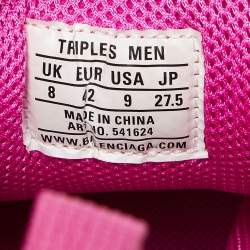 TRIPLES MEN
UK EUR USA JP
8 42 9 27.5
MADE IN CHINA
ART.NO. 541624
WWW.BALENCIAGA.COM